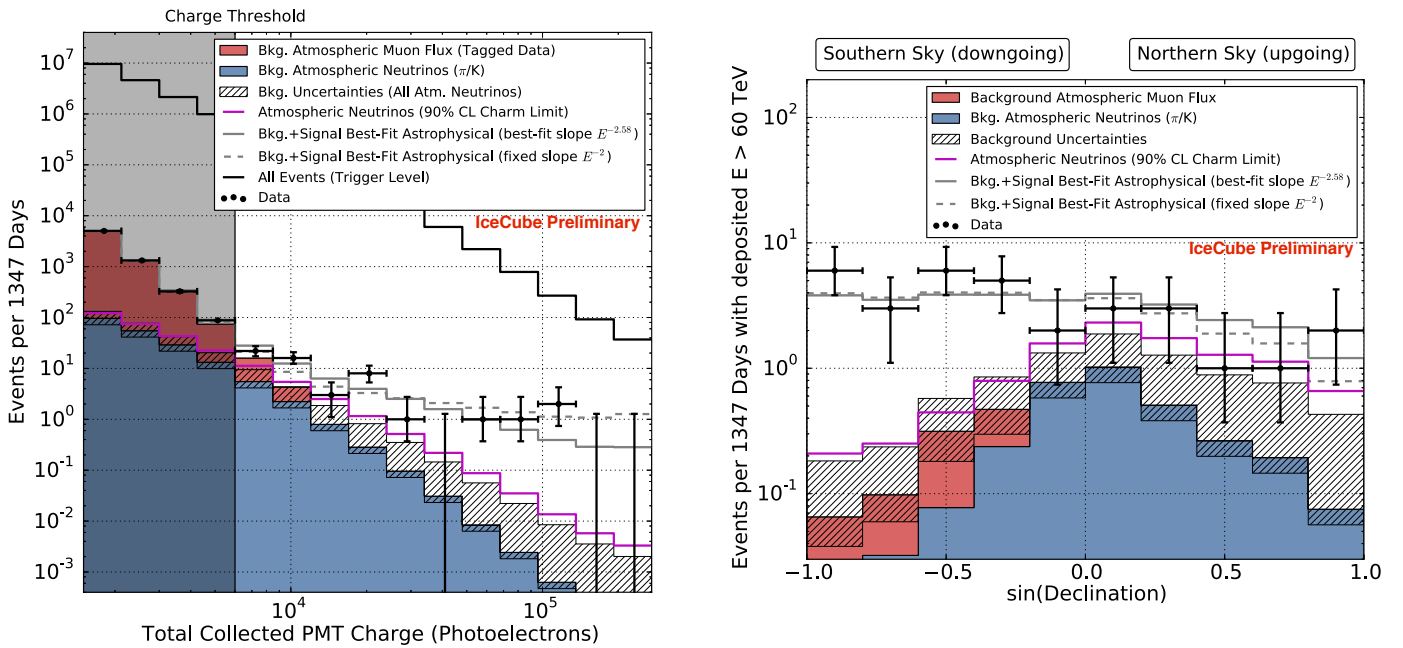 Charge Threshold
Events per 1347 Days
10^7
10^6
10^5
10^4
10^3
10^2
10^1
10^0
10^-1
10^-2
10^-3
Bkg. Atmospheric Muon Flux (Tagged Data)
Bkg. Atmospheric Neutrinos (π/K)
Bkg. Uncertainties (All Atm. Neutrinos)
Atmospheric Neutrinos (90% CL Charm Limit)
Bkg.+Signal Best-Fit Astrophysical (best-fit slope E^-2.58)
Bkg.+Signal Best-Fit Astrophysical (fixed slope E^-2)
All Events (Trigger Level)
Data
IceCube Preliminary
10^4 10^5
Total Collected PMT Charge (Photoelectrons)
Southern Sky (downgoing) Northern Sky (upgoing)
Events per 1347 Days with deposited E > 60 TeV
10^2
10^1
10^0
10^-1
Background Atmospheric Muon Flux
Bkg. Atmospheric Neutrinos (π/K)
Background Uncertainties
Atmospheric Neutrinos (90% CL Charm Limit)
Bkg.+Signal Best-Fit Astrophysical (best-fit slope E^-2.58)
Bkg.+Signal Best-Fit Astrophysical (fixed slope E^-2)
Data
IceCube Preliminary
−1.0 −0.5 0.0 0.5 1.0
sin(Declination)